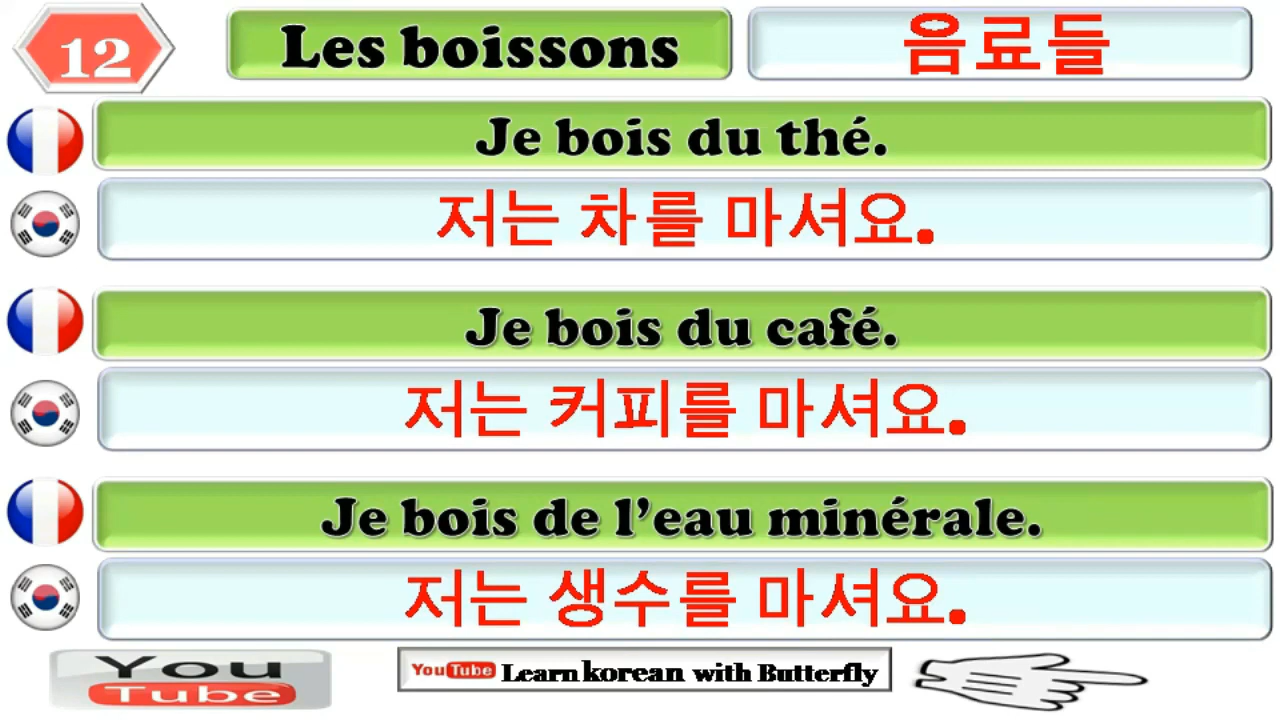 12
Les boissons
음료들
Je bois du thé.
저는 차를 마셔요.
Je bois du café.
저는 커피를 마셔요.
Je bois de l’eau minérale.
저는 생수를 마셔요.
You
Tube
YouTube Learn korean with Butterfly